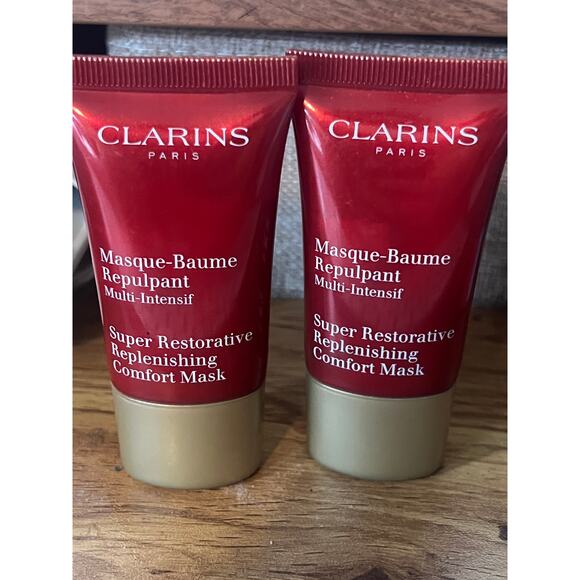 CLARINS
PARIS
Masque-Baume
Repulpant
Multi-Intensif
Super Restorative
Replenishing
Comfort Mask
CLARINS
PARIS
Masque-Baume
Repulpant
Multi-Intensif
Super Restorative
Replenishing
Comfort Mask